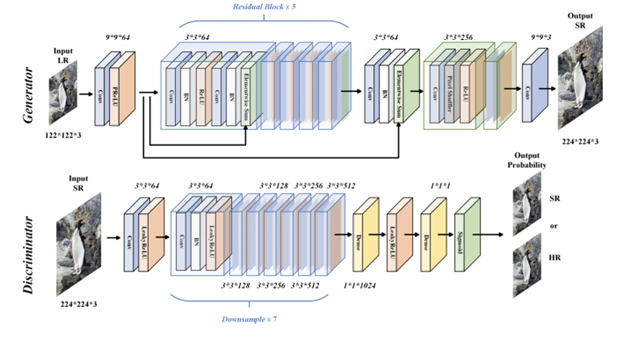 Residual Block x 5
Generator
Input
LR
122*122*3
9*9*64
Conv
PReLU
3*3*64
Conv
BN
ReLU
Conv
BN
Elementwise Sum
3*3*64
Conv
BN
Elementwise Sum
3*3*256
Conv
Pixel Shuffler
ReLU
9*9*3
Conv
Output
SR
224*224*3
Discriminator
Input
SR
224*224*3
3*3*64
Conv
LeakyReLU
3*3*64
Conv
BN
LeakyReLU
3*3*128
3*3*256
3*3*512
3*3*128
3*3*256
3*3*512
Downsample x 7
Dense
1*1*1024
LeakyReLU
1*1*1
Dense
Sigmoid
Output
Probability
SR
or
HR